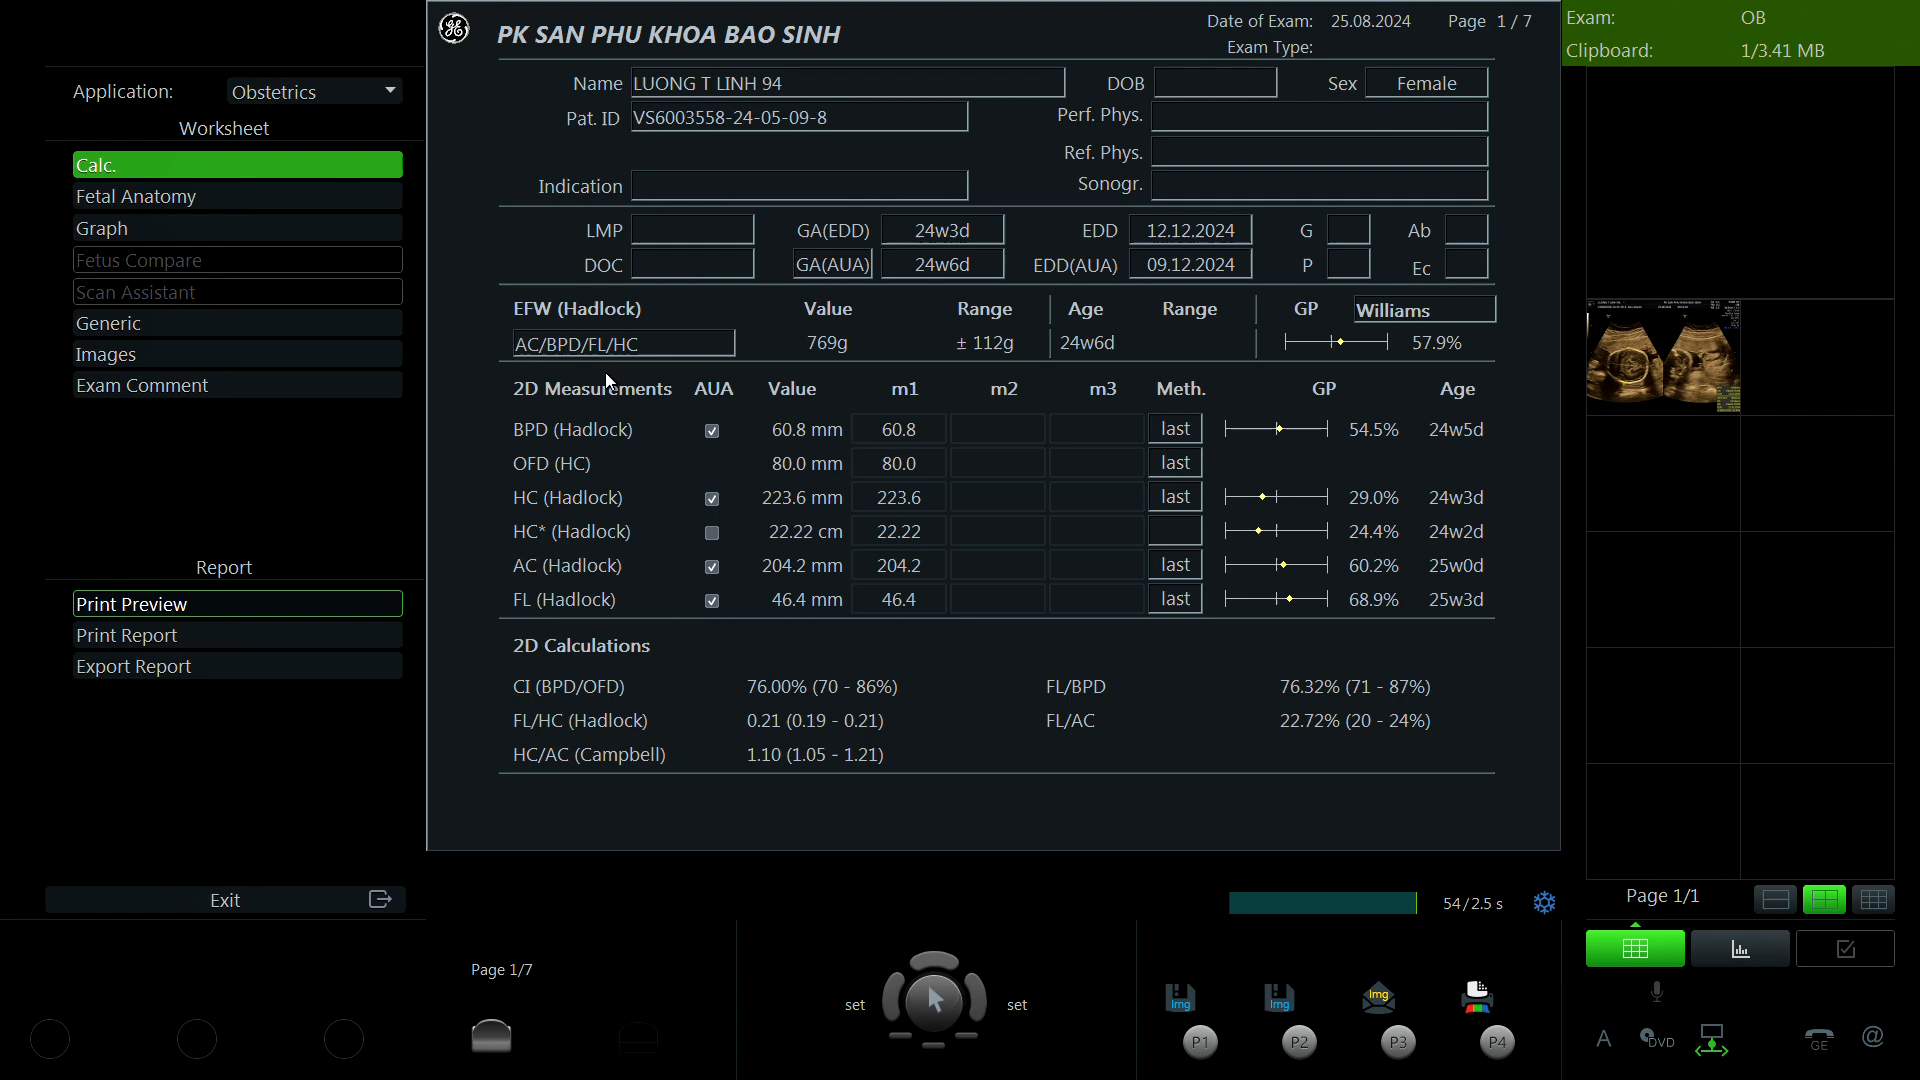 PK SAN PHU KHOA BAO SINH
Date of Exam: 25.08.2024 Page 1 / 7
Exam Type:
Exam: OB
Clipboard: 1/3.41 MB
Application: Obstetrics
Worksheet
Calc.
Fetal Anatomy
Graph
Fetus Compare
Scan Assistant
Generic
Images
Exam Comment
Report
Print Preview
Print Report
Export Report
Exit
Name LUONG T LINH 94 DOB Sex Female
Pat. ID VS6003558-24-05-09-8 Perf. Phys.
Ref. Phys.
Indication Sonogr.
LMP GA(EDD) 24w3d EDD 12.12.2024 G Ab
DOC GA(AUA) 24w6d EDD(AUA) 09.12.2024 P Ec
EFW (Hadlock) Value Range Age Range GP Williams
AC/BPD/FL/HC 769g ± 112g 24w6d 57.9%
2D Measurements AUA Value m1 m2 m3 Meth. GP Age
BPD (Hadlock) 60.8 mm 60.8 last 54.5% 24w5d
OFD (HC) 80.0 mm 80.0 last
HC (Hadlock) 223.6 mm 223.6 last 29.0% 24w3d
HC* (Hadlock) 22.22 cm 22.22 24.4% 24w2d
AC (Hadlock) 204.2 mm 204.2 last 60.2% 25w0d
FL (Hadlock) 46.4 mm 46.4 last 68.9% 25w3d
2D Calculations
CI (BPD/OFD) 76.00% (70 - 86%) FL/BPD 76.32% (71 - 87%)
FL/HC (Hadlock) 0.21 (0.19 - 0.21) FL/AC 22.72% (20 - 24%)
HC/AC (Campbell) 1.10 (1.05 - 1.21)
54/2.5 s
Page 1/1
Page 1/7
set set
Img Img Img
P1 P2 P3 P4
A DVD GE @